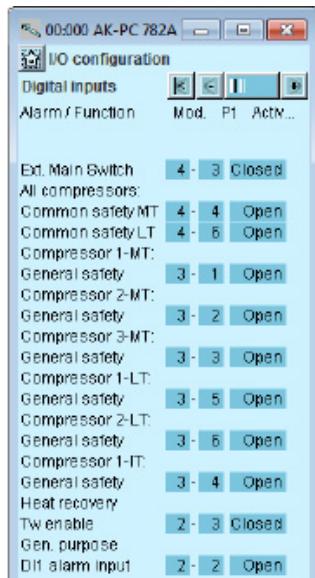 00:000 AK-PC 782A
I/O configuration
Digital inputs
Alarm / Function Mod. Pt Activ...
Ext. Main Switch 4 - 3 Closed
All compressors:
Common safety MT 4 - 4 Open
Common safety LT 4 - 6 Open
Compressor 1-MT:
General safety 3 - 1 Open
Compressor 2-MT:
General safety 3 - 2 Open
Compressor 3-MT:
General safety 3 - 3 Open
Compressor 1-LT:
General safety 3 - 5 Open
Compressor 2-LT:
General safety 3 - 6 Open
Compressor 1-IT:
General safety 3 - 4 Open
Heat recovery
Tw enable 2 - 3 Closed
Gen. purpose
DI1 alarm input 2 - 2 Open